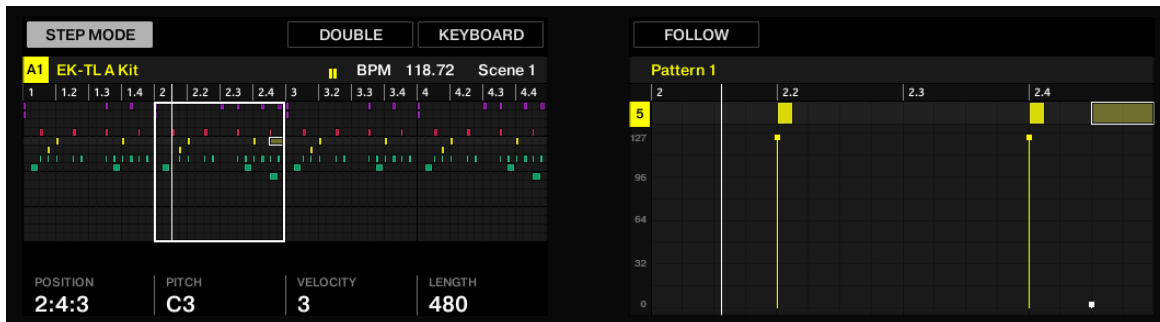 STEP MODE DOUBLE KEYBOARD
A1 EK-TL A Kit BPM 118.72 Scene 1
1 1.2 1.3 1.4 2 2.2 2.3 2.4 3 3.2 3.3 3.4 4 4.2 4.3 4.4
POSITION PITCH VELOCITY LENGTH
2:4:3 C3 3 480
FOLLOW
Pattern 1
2 2.2 2.3 2.4
5
127
96
64
32
0